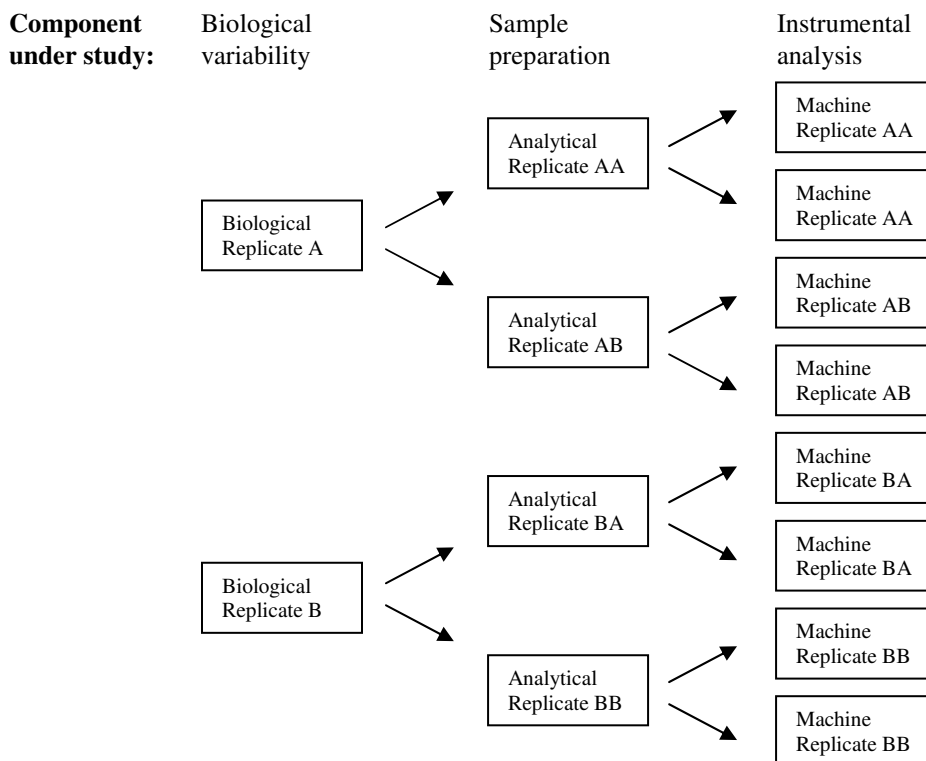 Component
under study:
Biological
variability
Sample
preparation
Instrumental
analysis
Biological
Replicate A
Analytical
Replicate AA
Machine
Replicate AA
Machine
Replicate AA
Analytical
Replicate AB
Machine
Replicate AB
Machine
Replicate AB
Biological
Replicate B
Analytical
Replicate BA
Machine
Replicate BA
Machine
Replicate BA
Analytical
Replicate BB
Machine
Replicate BB
Machine
Replicate BB